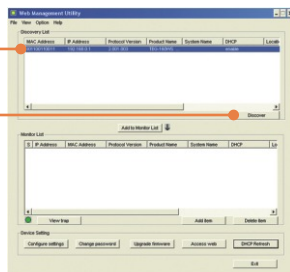 Web Management Utility
File View Option Help
Discovery List
MAC Address IP Address Protocol Version Product Name System Name DHCP
Discover
Add to Monitor List
Monitor List
S IP Address MAC Address Protocol Version Product Name System Name DHCP Lo
View trap Add item Delete item
Device Setting
Configure settings Change password Upgrade firmware Access web DHCP Refresh
Exit